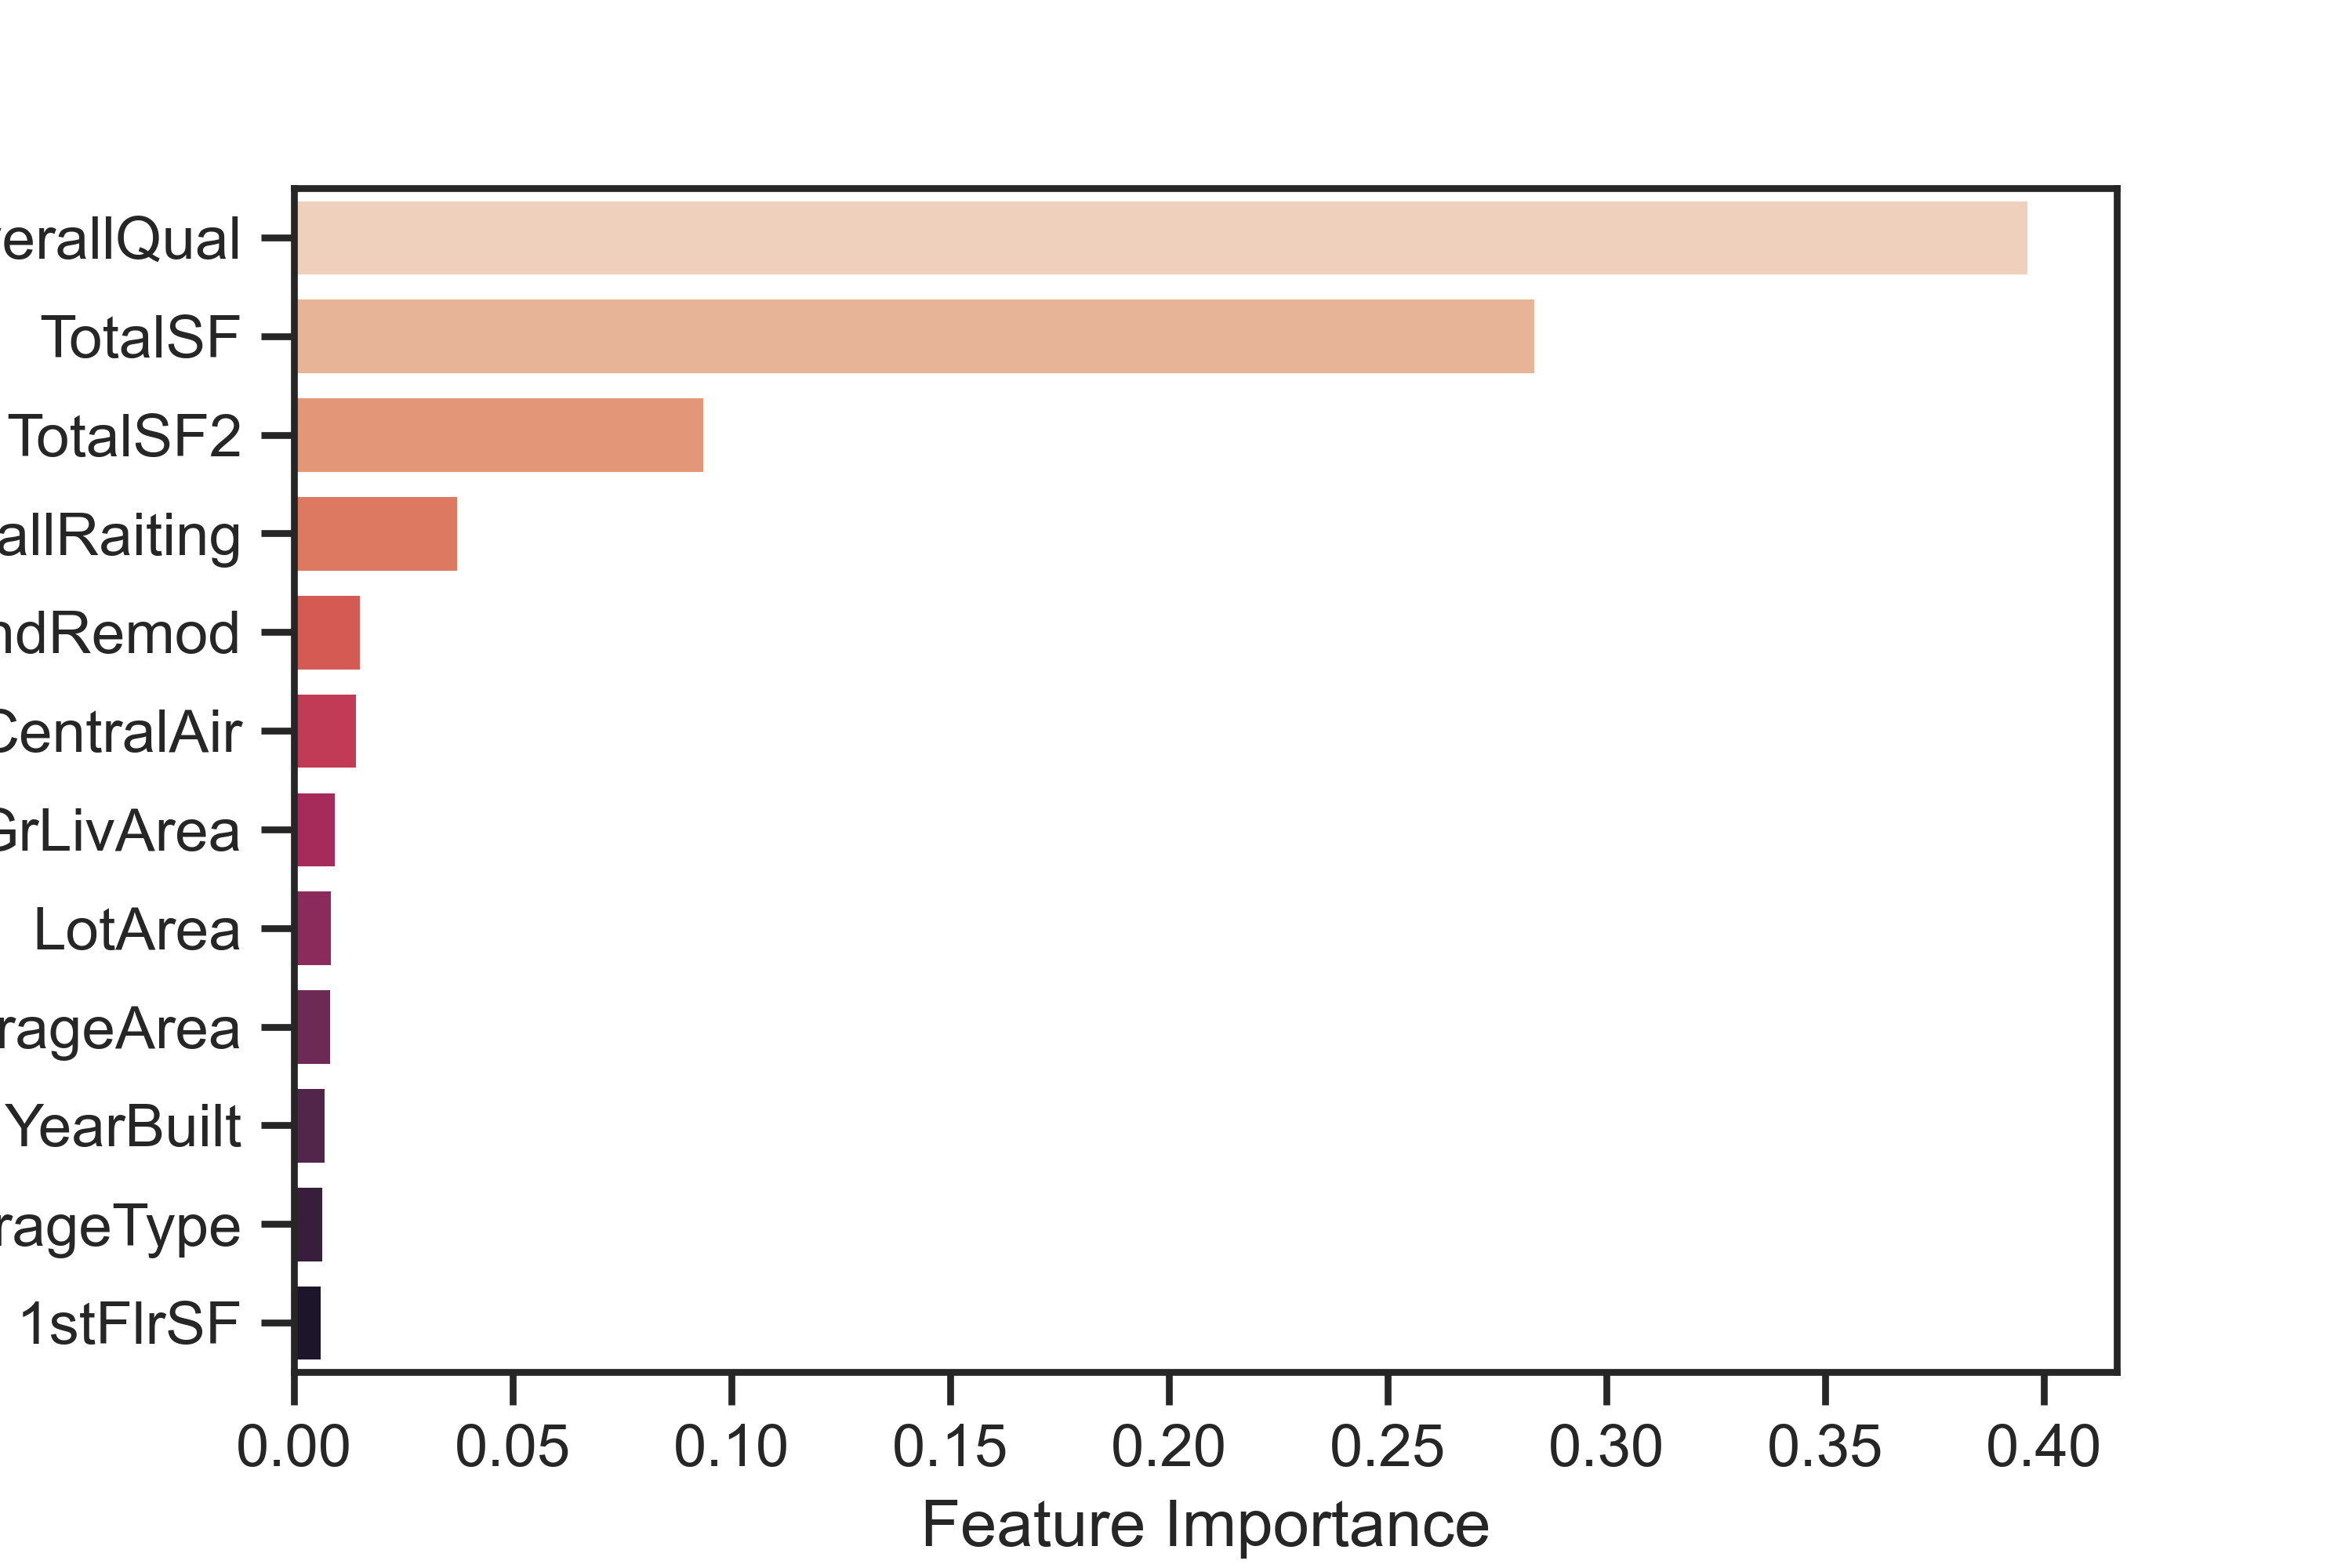 verallQual
TotalSF
TotalSF2
allRaiting
ndRemod
CentralAir
GrLivArea
LotArea
rageArea
YearBuilt
rageType
1stFlrSF
0.00 0.05 0.10 0.15 0.20 0.25 0.30 0.35 0.40
Feature Importance